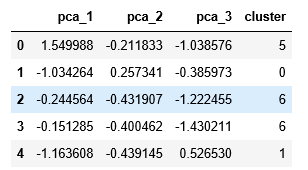 pca_1 pca_2 pca_3 cluster
0 1.549988 -0.211833 -1.038576 5
1 -1.034264 0.257341 -0.385973 0
2 -0.244564 -0.431907 -1.222455 6
3 -0.151285 -0.400462 -1.430211 6
4 -1.163608 -0.439145 0.526530 1